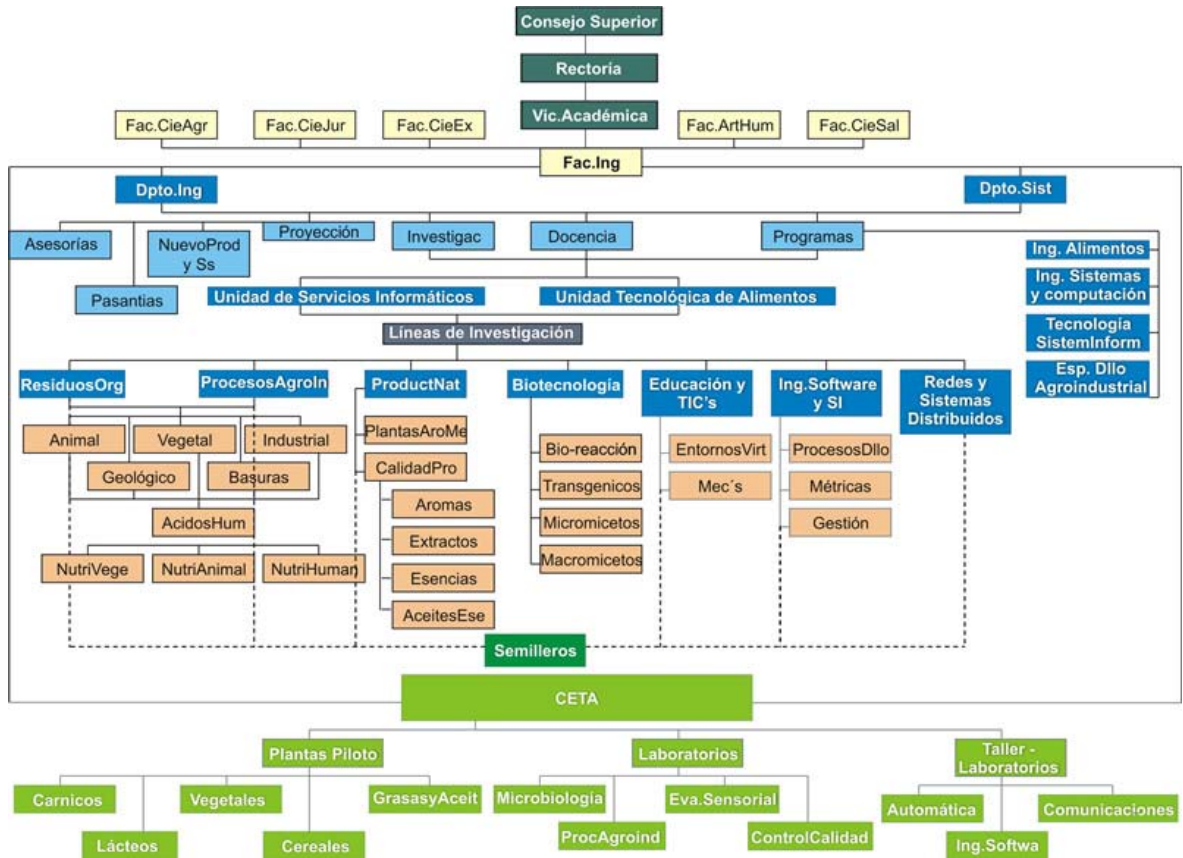 Consejo Superior
Rectoría
Vic.Académica
Fac.CieAgr
Fac.CieJur
Fac.CieEx
Fac.ArtHum
Fac.CieSal
Fac.Ing
Dpto.Ing
Dpto.Sist
Asesorías
NuevoProd
y Ss
Proyección
Investigac
Docencia
Programas
Pasantias
Ing. Alimentos
Ing. Sistemas
y computación
Tecnología
SistemInform
Esp. Dllo
Agroindustrial
Unidad de Servicios Informáticos
Unidad Tecnológica de Alimentos
Líneas de Investigación
ResiduosOrg
ProcesosAgroIn
ProductNat
Biotecnología
Educación y
TIC's
Ing.Software
y SI
Redes y
Sistemas
Distribuidos
Animal
Vegetal
Industrial
Geológico
Basuras
AcidosHum
NutriVege
NutriAnimal
NutriHuman
PlantasAroMe
CalidadPro
Aromas
Extractos
Esencias
AceitesEse
Bio-reacción
Transgenicos
Micromicetos
Macromicetos
EntornosVirt
Mec´s
ProcesosDllo
Métricas
Gestión
Semilleros
CETA
Plantas Piloto
Laboratorios
Taller -
Laboratorios
Carnicos
Vegetales
GrasasyAceit
Lácteos
Cereales
Microbiología
Eva.Sensorial
ProcAgroind
ControlCalidad
Automática
Comunicaciones
Ing.Softwa